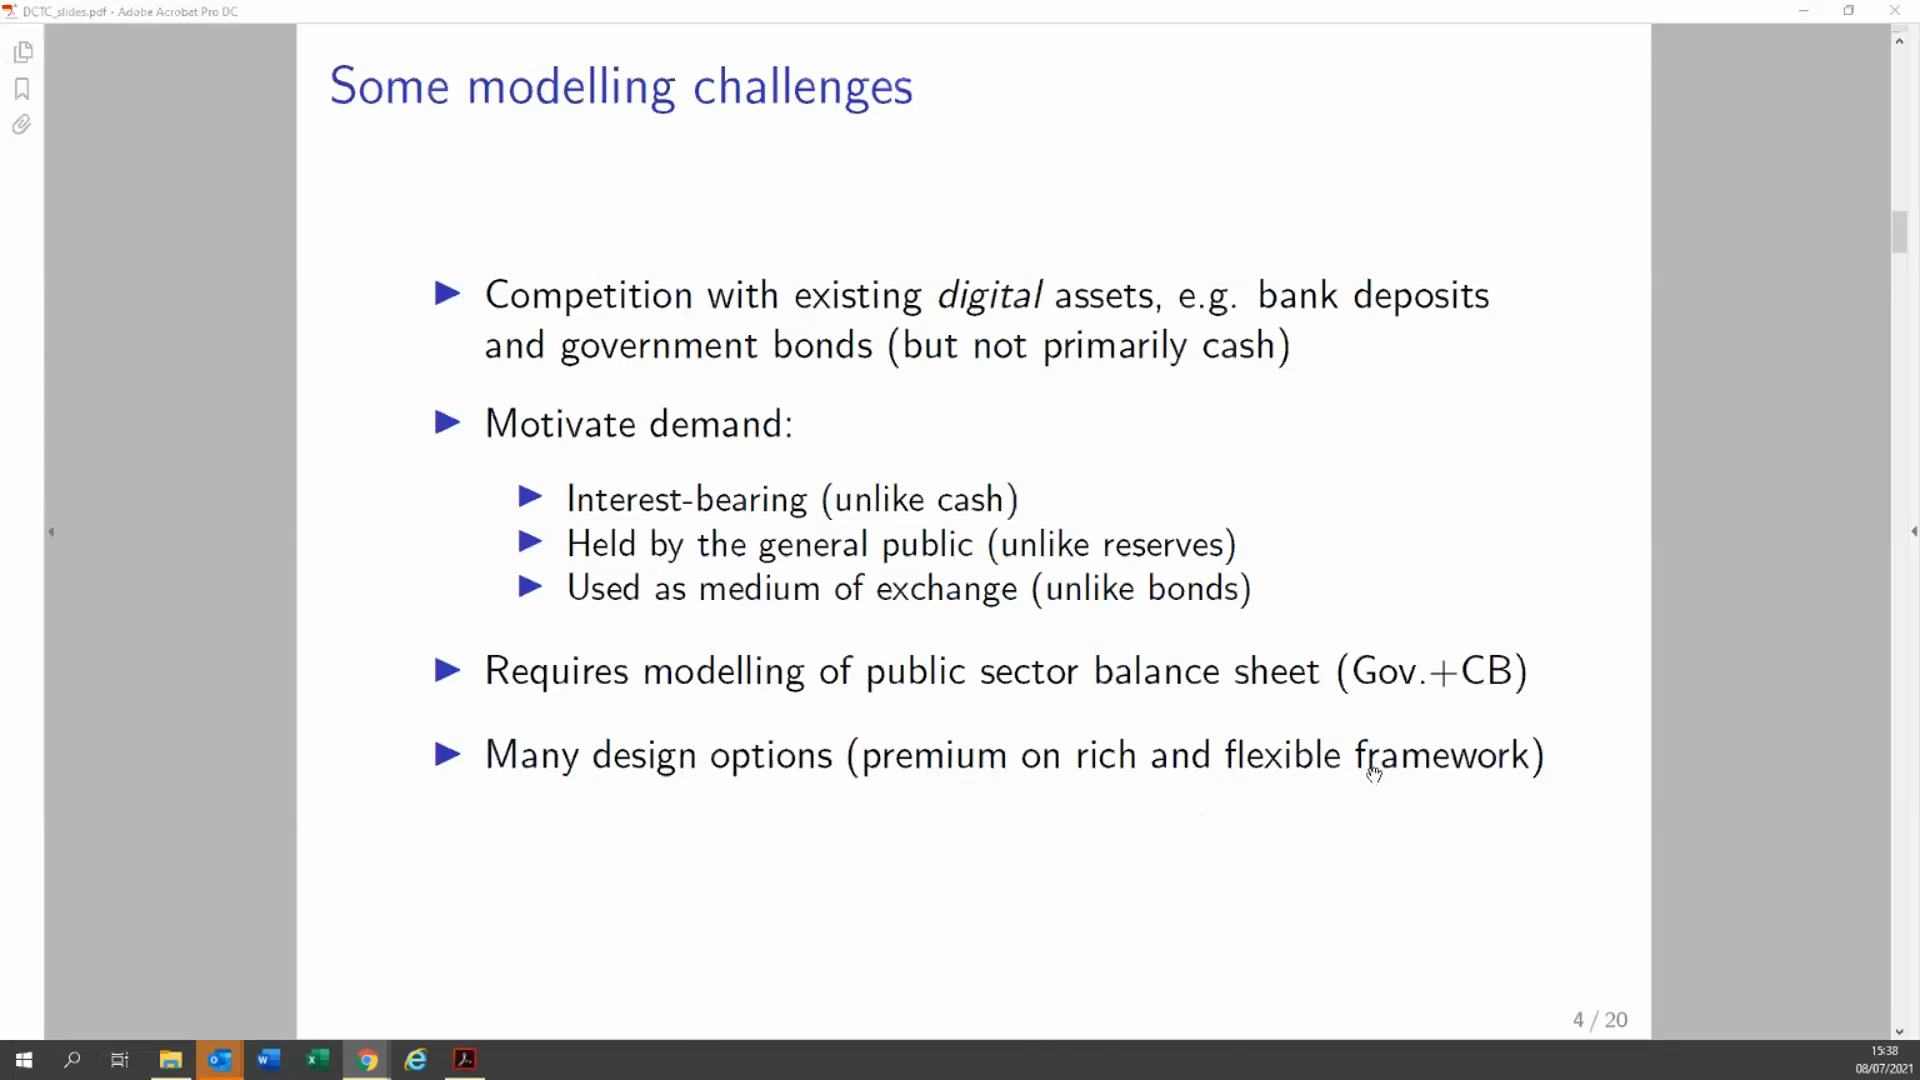 DCTC_slides.pdf - Adobe Acrobat Pro DC
Some modelling challenges
Competition with existing digital assets, e.g. bank deposits
and government bonds (but not primarily cash)
Motivate demand:
Interest-bearing (unlike cash)
Held by the general public (unlike reserves)
Used as medium of exchange (unlike bonds)
Requires modelling of public sector balance sheet (Gov.+CB)
Many design options (premium on rich and flexible framework)
4 / 20
15:38
08/07/2021